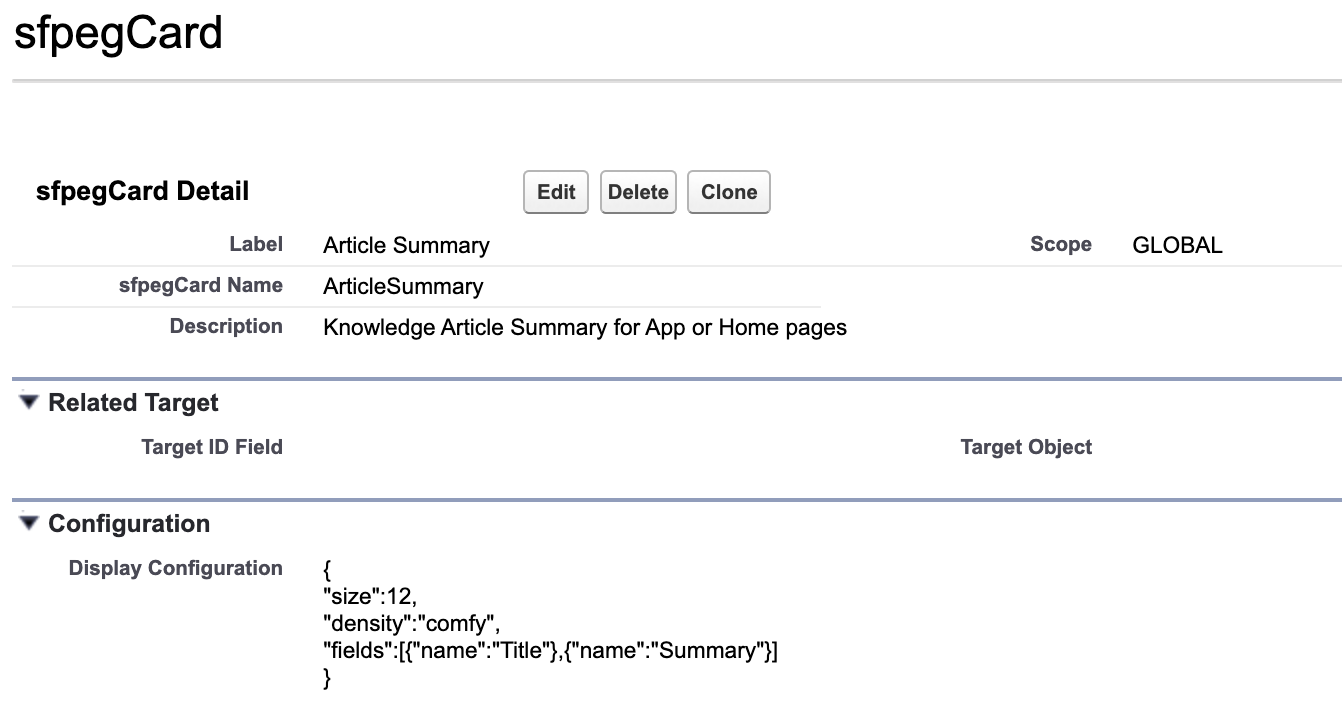 sfpegCard
sfpegCard Detail Edit Delete Clone
Label Article Summary Scope GLOBAL
sfpegCard Name ArticleSummary
Description Knowledge Article Summary for App or Home pages
Related Target
Target ID Field Target Object
Configuration
Display Configuration {
"size":12,
"density":"comfy",
"fields":[{"name":"Title"},{"name":"Summary"}]
}